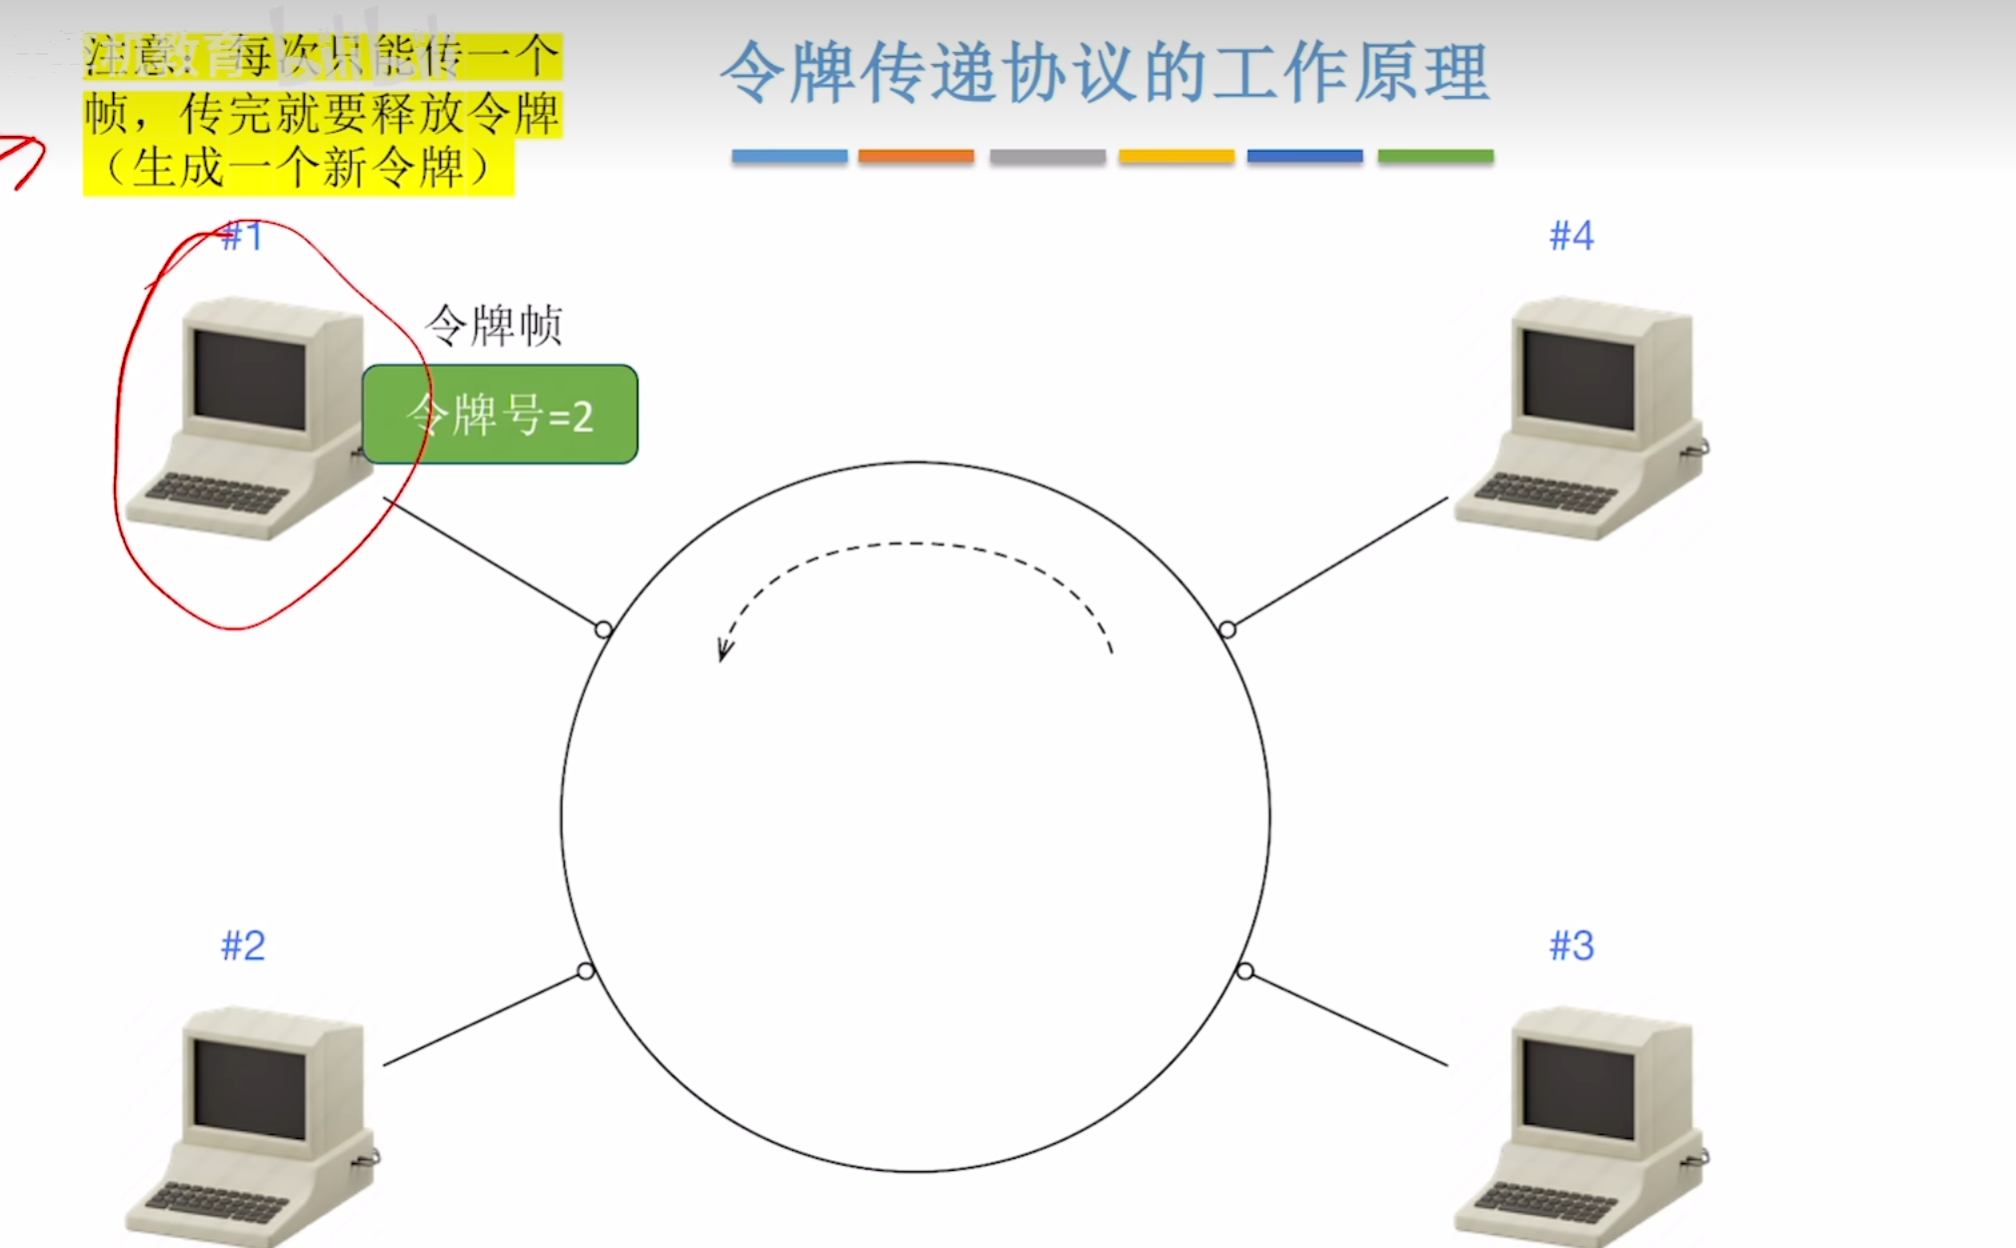 令牌传递协议的工作原理
注意：每次只能传一个
帧，传完就要释放令牌
（生成一个新令牌）
#1
#4
令牌帧
令牌号=2
#2
#3